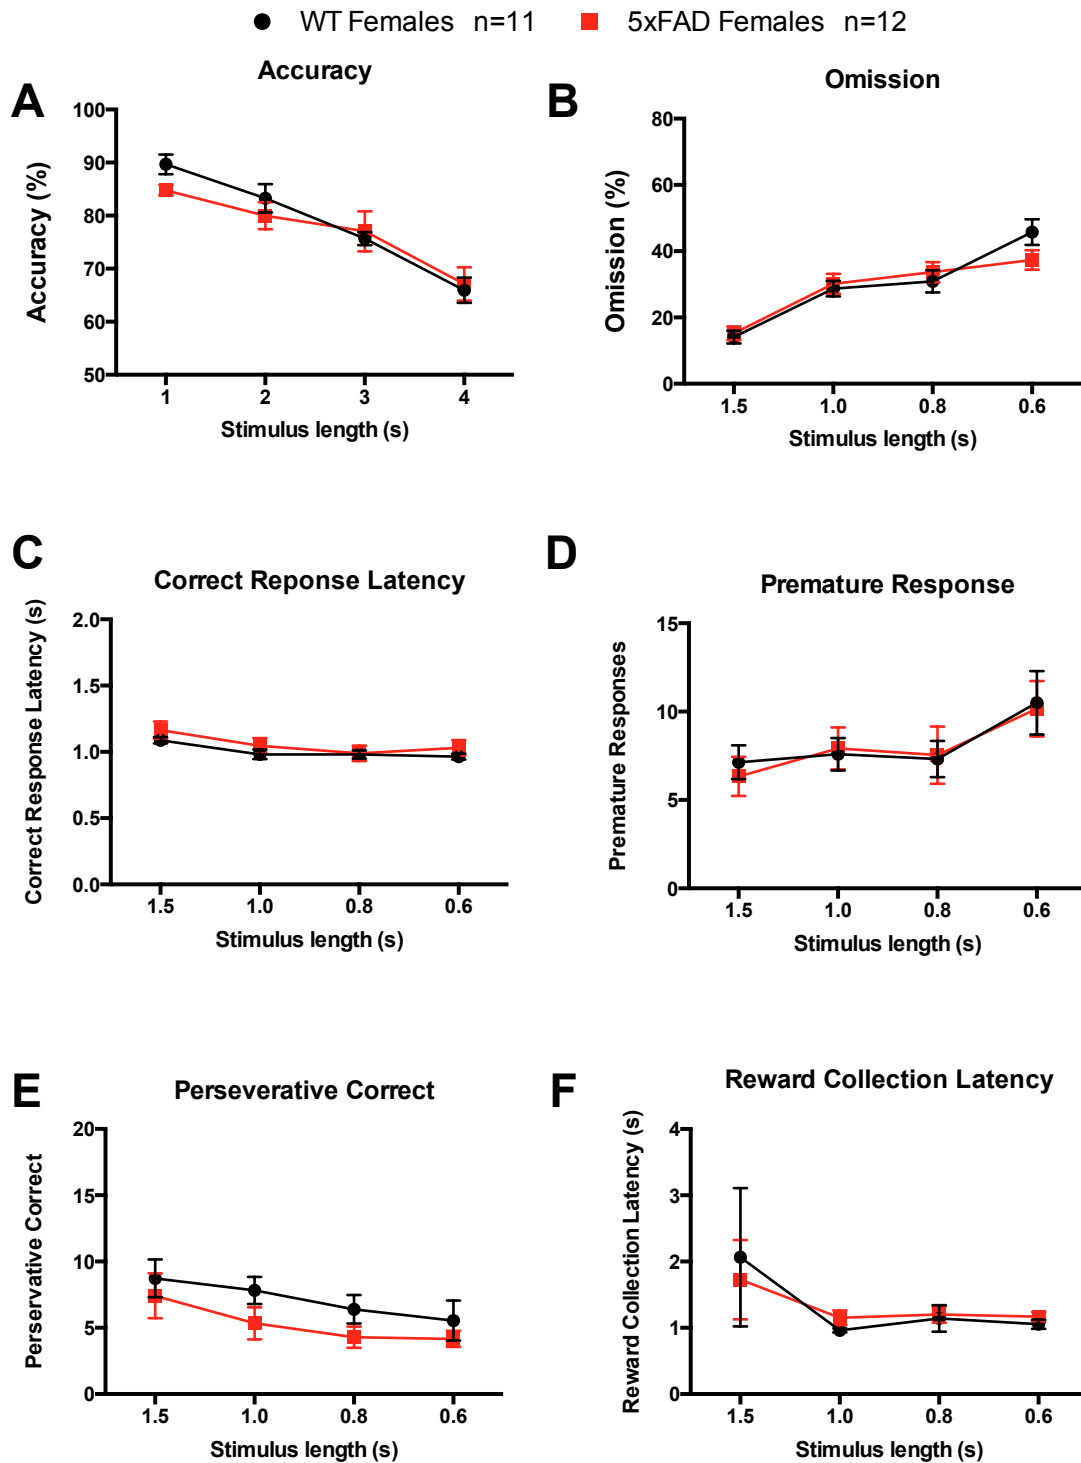 WT Females n=11 5xFAD Females n=12
A
Accuracy
Accuracy (%)
100
90
80
70
60
50
1 2 3 4
Stimulus length (s)
B
Omission
Omission (%)
80
60
40
20
0
1.5 1.0 0.8 0.6
Stimulus length (s)
C
Correct Reponse Latency
Correct Response Latency (s)
2.0
1.5
1.0
0.5
0.0
1.5 1.0 0.8 0.6
Stimulus length (s)
D
Premature Response
Premature Responses
15
10
5
0
1.5 1.0 0.8 0.6
Stimulus length (s)
E
Perseverative Correct
Perservative Correct
20
15
10
5
0
1.5 1.0 0.8 0.6
Stimulus length (s)
F
Reward Collection Latency
Reward Collection Latency (s)
4
3
2
1
0
1.5 1.0 0.8 0.6
Stimulus length (s)